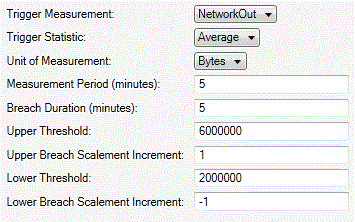 Trigger Measurement: NetworkOut
Trigger Statistic: Average
Unit of Measurement: Bytes
Measurement Period (minutes): 5
Breach Duration (minutes): 5
Upper Threshold: 6000000
Upper Breach Scalement Increment: 1
Lower Threshold: 2000000
Lower Breach Scalement Increment: -1